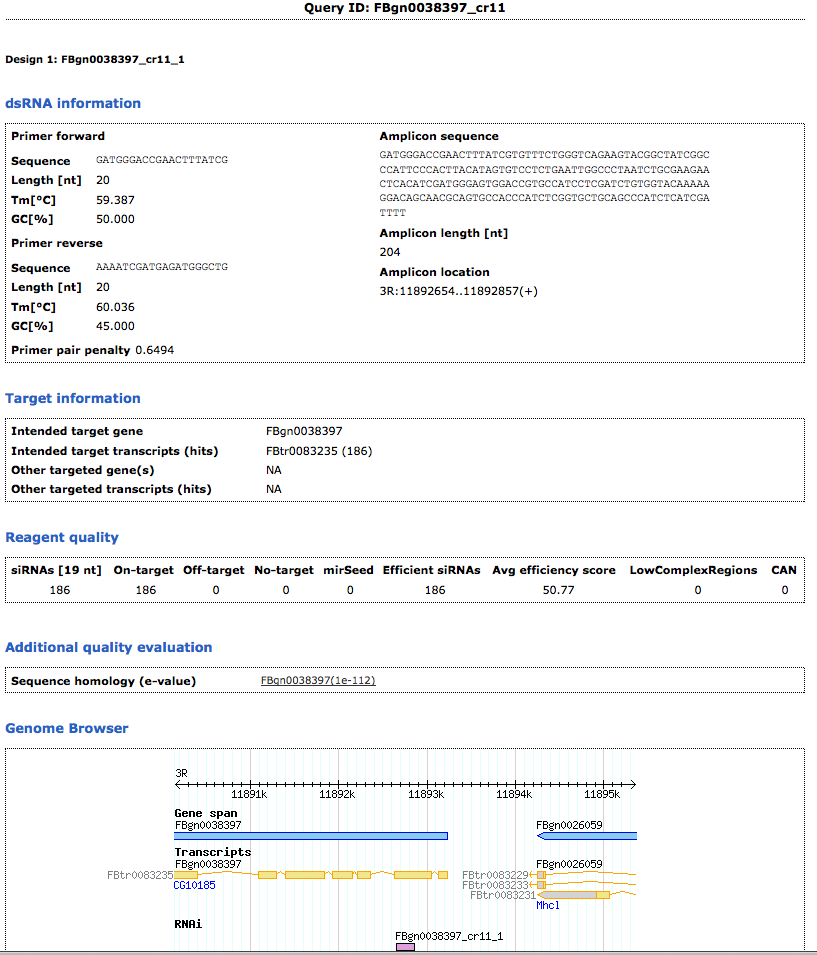 Query ID: FBgn0038397_cr11
Design 1: FBgn0038397_cr11_1
dsRNA information
Primer forward
Sequence GATGGGACCGAACTTTATCG
Length [nt] 20
Tm[°C] 59.387
GC[%] 50.000
Primer reverse
Sequence AAAATCGATGAGATGGGCTG
Length [nt] 20
Tm[°C] 60.036
GC[%] 45.000
Primer pair penalty 0.6494
Amplicon sequence
GATGGGACCGAACTTTATCGTGTTTCTGGGTCAGAAGTACGGCTATCGGC
CCATTCCCACTTACATAGTGTCCTCTGAATTGGCCCTAATCTGCGAAGAA
CTCACATCGATGGGAGTGGACCGTGCCATCCTCGATCTGTGGTACAAAAA
GGACAGCAACGCAGTGCCACCCATCTCGGTGCTGCAGCCCATCTCATCGA
TTTT
Amplicon length [nt]
204
Amplicon location
3R:11892654..11892857(+)
Target information
Intended target gene FBgn0038397
Intended target transcripts (hits) FBtr0083235 (186)
Other targeted gene(s) NA
Other targeted transcripts (hits) NA
Reagent quality
siRNAs [19 nt] On-target Off-target No-target mirSeed Efficient siRNAs Avg efficiency score LowComplexRegions CAN
186 186 0 0 0 186 50.77 0 0
Additional quality evaluation
Sequence homology (e-value) FBgn0038397(1e-112)
Genome Browser
3R
11891k 11892k 11893k 11894k 11895k
Gene span
FBgn0038397 FBgn0026059
Transcripts
FBgn0038397 FBgn0026059
FBtr0083235 FBtr0083229
CG10185 FBtr0083233
FBtr0083231
Mhcl
RNAi
FBgn0038397_cr11_1